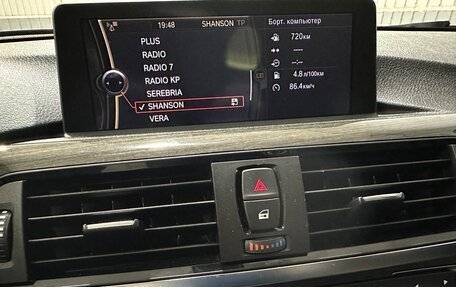 19:48 SHANSON TP
PLUS
RADIO
RADIO 7
RADIO KP
SEREBRIA
✓ SHANSON
VERA
Борт. компьютер
720км
----
--:--
4.8 л/100км
86.4км/ч